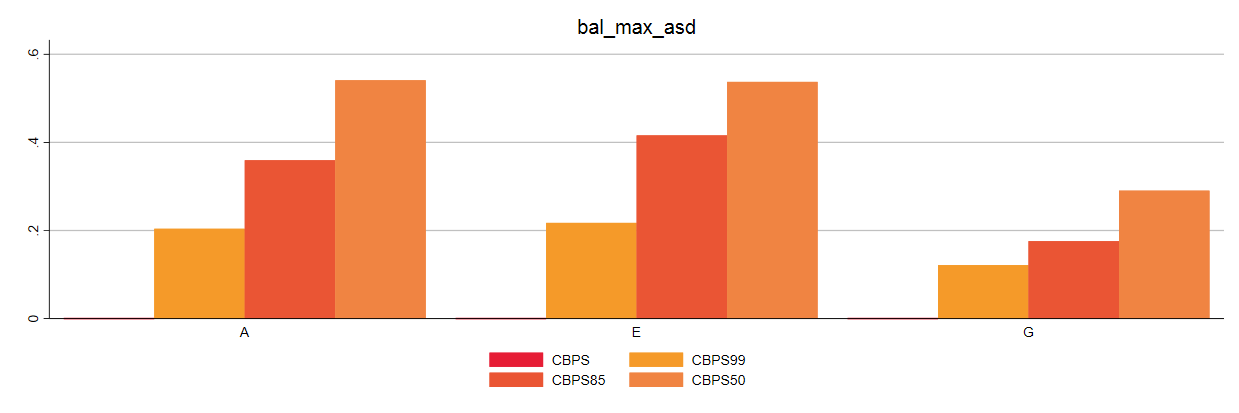 bal_max_asd
.6
.4
.2
0
A E G
CBPS CBPS99
CBPS85 CBPS50